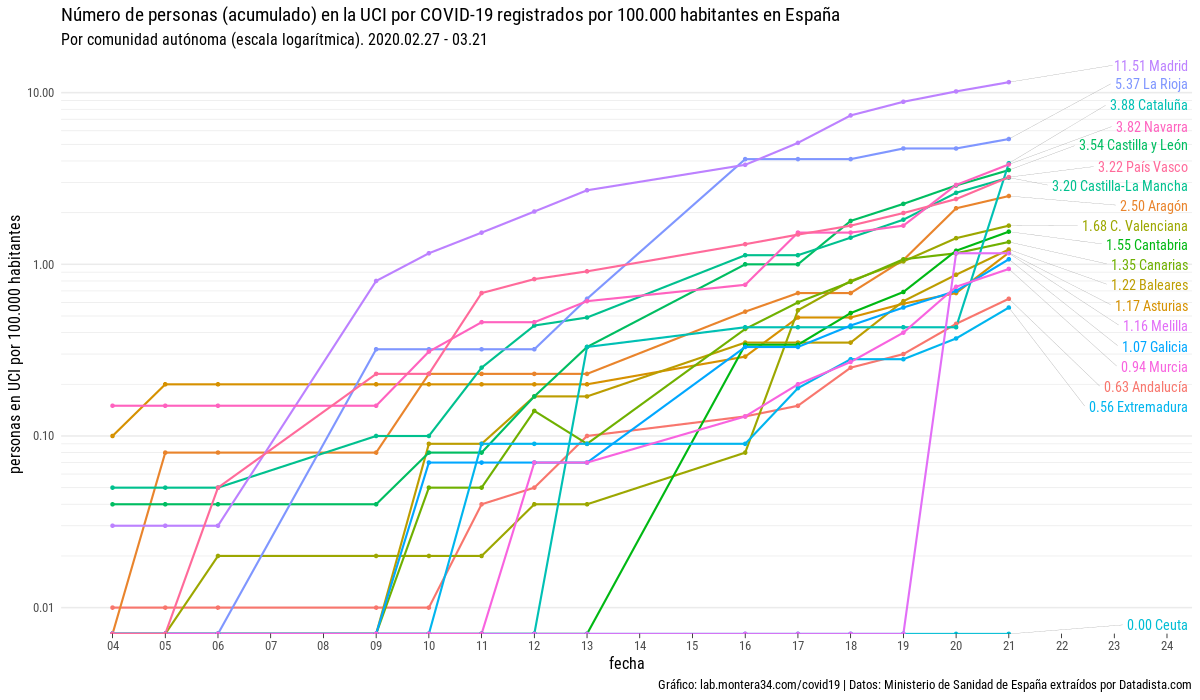 Número de personas (acumulado) en la UCI por COVID-19 registrados por 100.000 habitantes en España
Por comunidad autónoma (escala logarítmica). 2020.02.27 - 03.21
personas en UCI por 100.000 habitantes
10.00
1.00
0.10
0.01
11.51 Madrid
5.37 La Rioja
3.88 Cataluña
3.82 Navarra
3.54 Castilla y León
3.22 País Vasco
3.20 Castilla-La Mancha
2.50 Aragón
1.68 C. Valenciana
1.55 Cantabria
1.35 Canarias
1.22 Baleares
1.17 Asturias
1.16 Melilla
1.07 Galicia
0.94 Murcia
0.63 Andalucía
0.56 Extremadura
0.00 Ceuta
04 05 06 07 08 09 10 11 12 13 14 15 16 17 18 19 20 21 22 23 24
fecha
Gráfico: lab.montera34.com/covid19 | Datos: Ministerio de Sanidad de España extraídos por Datadista.com